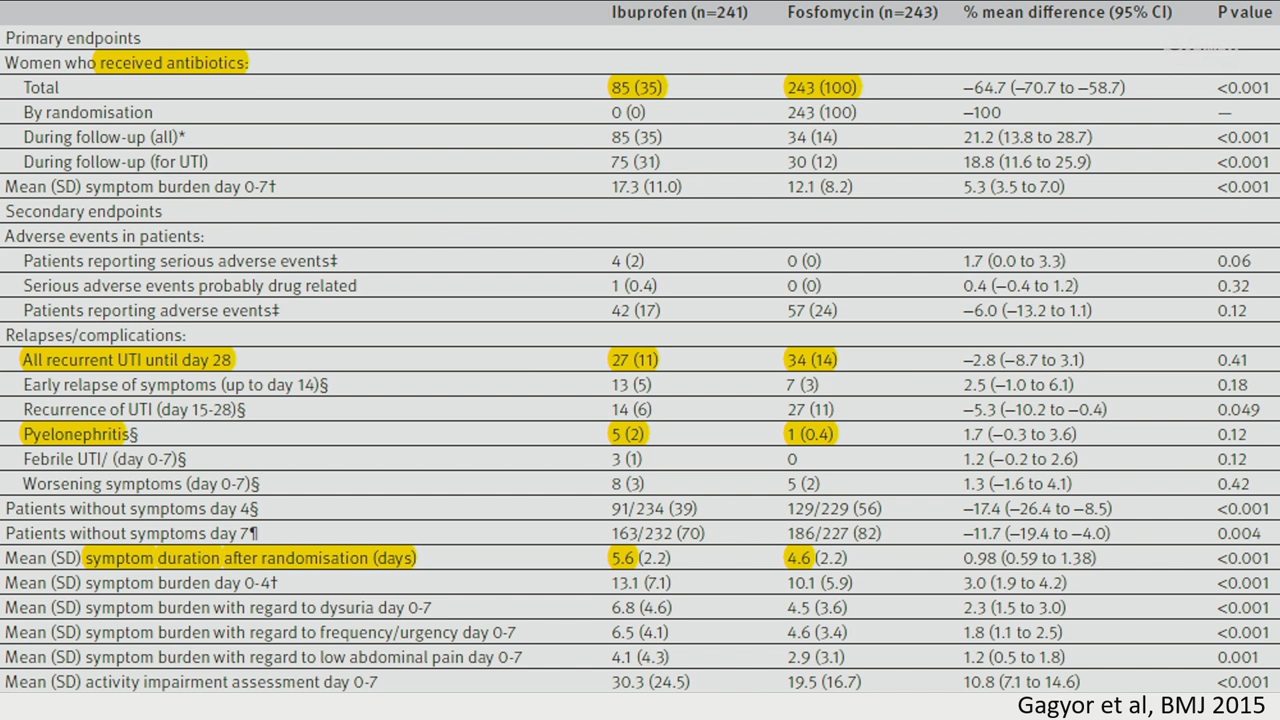 Ibuprofen (n=241) Fosfomycin (n=243) % mean difference (95% CI) P value
Primary endpoints
Women who received antibiotics:
Total 85 (35) 243 (100) −64.7 (−70.7 to −58.7) <0.001
By randomisation 0 (0) 243 (100) −100 —
During follow-up (all)* 85 (35) 34 (14) 21.2 (13.8 to 28.7) <0.001
During follow-up (for UTI) 75 (31) 30 (12) 18.8 (11.6 to 25.9) <0.001
Mean (SD) symptom burden day 0-7† 17.3 (11.0) 12.1 (8.2) 5.3 (3.5 to 7.0) <0.001
Secondary endpoints
Adverse events in patients:
Patients reporting serious adverse events‡ 4 (2) 0 (0) 1.7 (0.0 to 3.3) 0.06
Serious adverse events probably drug related 1 (0.4) 0 (0) 0.4 (−0.4 to 1.2) 0.32
Patients reporting adverse events‡ 42 (17) 57 (24) −6.0 (−13.2 to 1.1) 0.12
Relapses/complications:
All recurrent UTI until day 28 27 (11) 34 (14) −2.8 (−8.7 to 3.1) 0.41
Early relapse of symptoms (up to day 14)§ 13 (5) 7 (3) 2.5 (−1.0 to 6.1) 0.18
Recurrence of UTI (day 15-28)§ 14 (6) 27 (11) −5.3 (−10.2 to −0.4) 0.049
Pyelonephritis§ 5 (2) 1 (0.4) 1.7 (−0.3 to 3.6) 0.12
Febrile UTI/ (day 0-7)§ 3 (1) 0 1.2 (−0.2 to 2.6) 0.12
Worsening symptoms (day 0-7)§ 8 (3) 5 (2) 1.3 (−1.6 to 4.1) 0.42
Patients without symptoms day 4§ 91/234 (39) 129/229 (56) −17.4 (−26.4 to −8.5) <0.001
Patients without symptoms day 7¶ 163/232 (70) 186/227 (82) −11.7 (−19.4 to −4.0) 0.004
Mean (SD) symptom duration after randomisation (days) 5.6 (2.2) 4.6 (2.2) 0.98 (0.59 to 1.38) <0.001
Mean (SD) symptom burden day 0-4† 13.1 (7.1) 10.1 (5.9) 3.0 (1.9 to 4.2) <0.001
Mean (SD) symptom burden with regard to dysuria day 0-7 6.8 (4.6) 4.5 (3.6) 2.3 (1.5 to 3.0) <0.001
Mean (SD) symptom burden with regard to frequency/urgency day 0-7 6.5 (4.1) 4.6 (3.4) 1.8 (1.1 to 2.5) <0.001
Mean (SD) symptom burden with regard to low abdominal pain day 0-7 4.1 (4.3) 2.9 (3.1) 1.2 (0.5 to 1.8) 0.001
Mean (SD) activity impairment assessment day 0-7 30.3 (24.5) 19.5 (16.7) 10.8 (7.1 to 14.6) <0.001
Gagyor et al, BMJ 2015